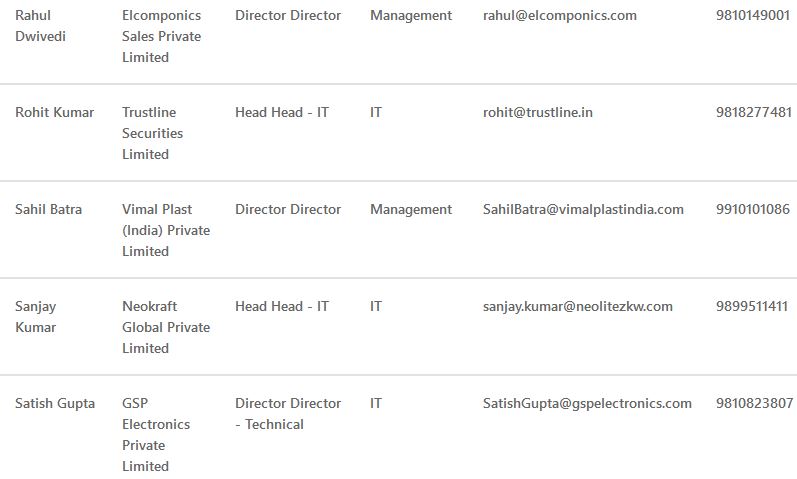 Rahul Dwivedi Elcomponics Sales Private Limited Director Director Management rahul@elcomponics.com 9810149001
Rohit Kumar Trustline Securities Limited Head Head - IT IT rohit@trustline.in 9818277481
Sahil Batra Vimal Plast (India) Private Limited Director Director Management SahilBatra@vimalplastindia.com 9910101086
Sanjay Kumar Neokraft Global Private Limited Head Head - IT IT sanjay.kumar@neolitezkw.com 9899511411
Satish Gupta GSP Electronics Private Limited Director Director - Technical IT SatishGupta@gspelectronics.com 9810823807